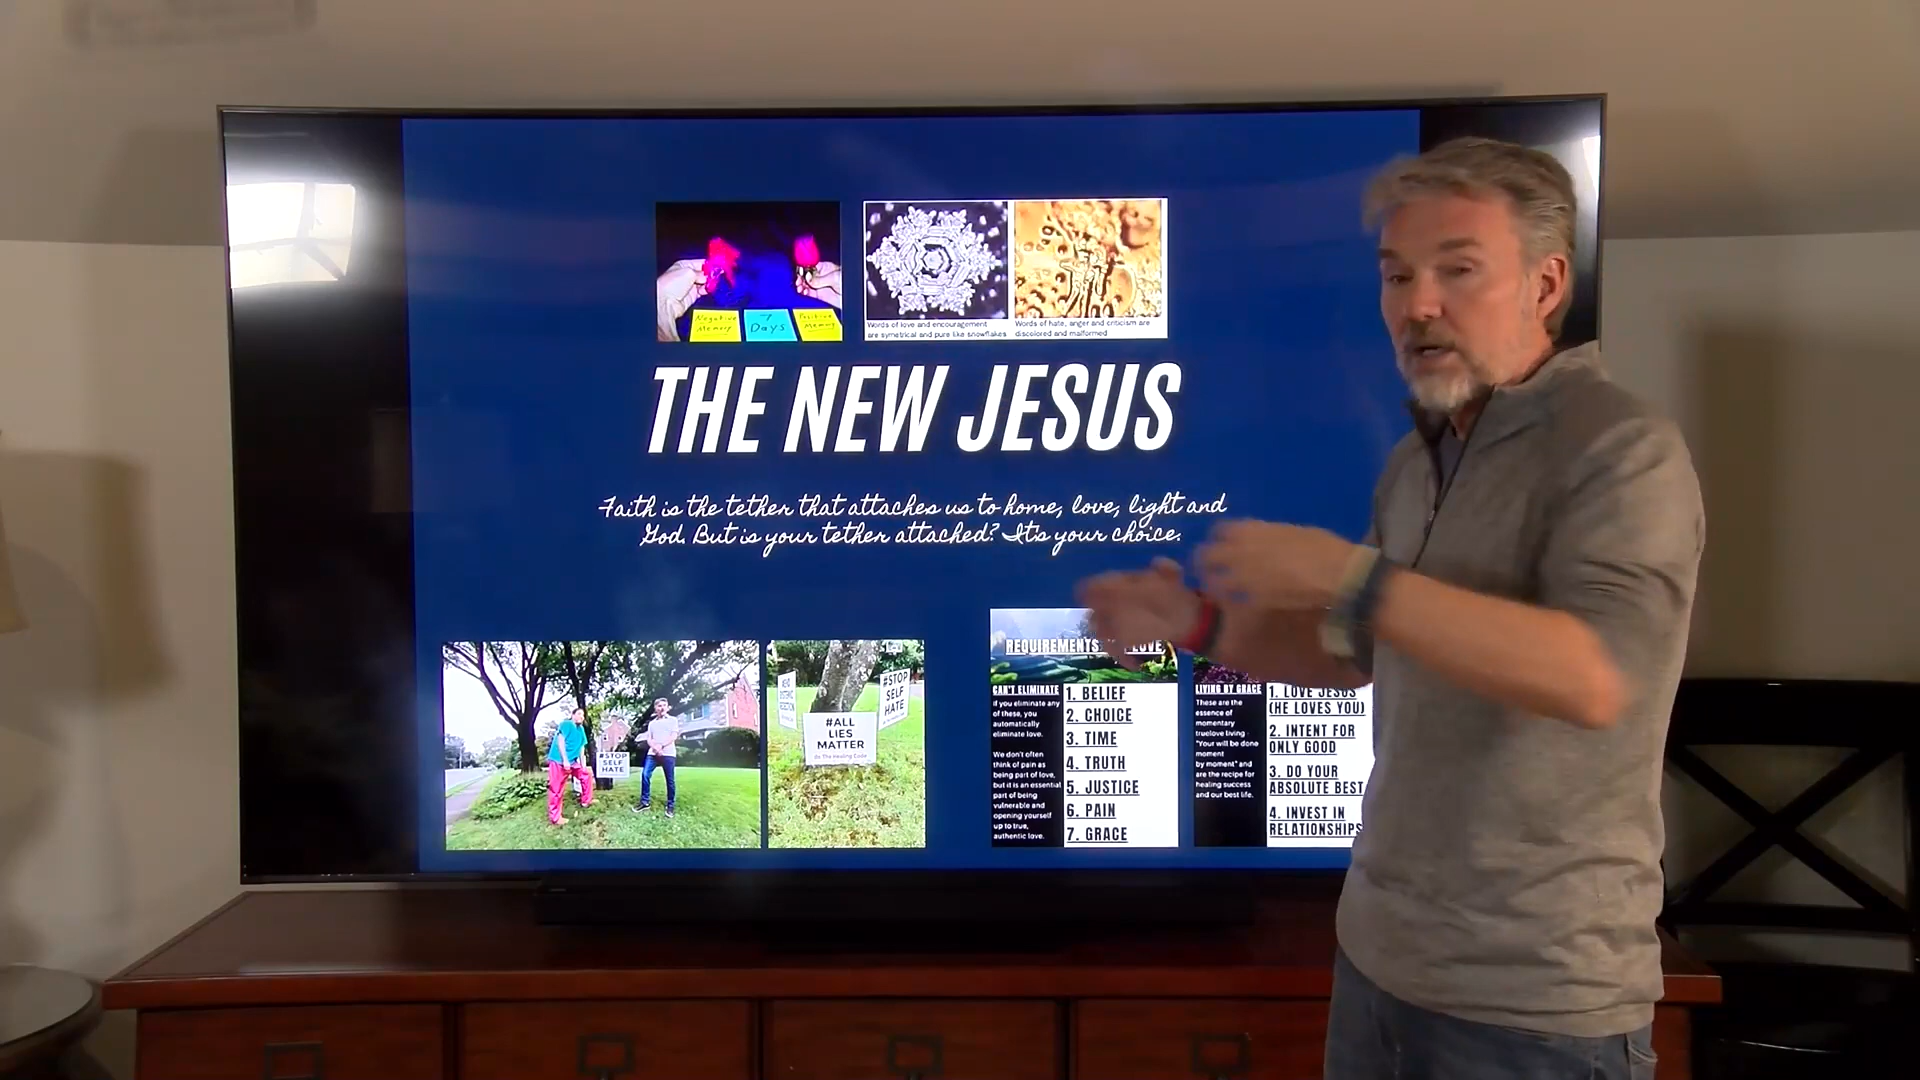 Negative
Memory
7
Days
Positive
Memory
Words of love and encouragement
are symetrical and pure like snowflakes
Words of hate, anger and criticism are
discolored and malformed
THE NEW JESUS
Faith is the tether that attaches us to home, love, light and
God. But is your tether attached? It's your choice.
#STOP
SELF
HATE
#ALL
LIES
MATTER
do The Healing Code
#STOP
SELF
HATE
REQUIREMENTS LOVE
CAN'T ELIMINATE
If you eliminate any
of these, you
automatically
eliminate love.
We don't often
think of pain as
being part of love,
but it is an essential
part of being
vulnerable and
opening yourself
up to true,
authentic love.
1. BELIEF
2. CHOICE
3. TIME
4. TRUTH
5. JUSTICE
6. PAIN
7. GRACE
LIVING BY GRACE
These are the
essence of
momentary
truelove living -
"Your will be done
moment
by moment" and
are the recipe for
healing success
and our best life.
1. LOVE JESUS
(HE LOVES YOU)
2. INTENT FOR
ONLY GOOD
3. DO YOUR
ABSOLUTE BEST
4. INVEST IN
RELATIONSHIPS